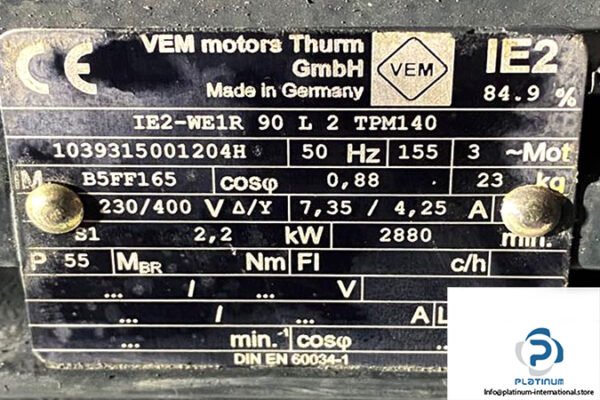 CE VEM motors Thurm IE2
GmbH VEM
Made in Germany 84.9 %
IE2-WE1R 90 L 2 TPM140
1039315001204H 50 Hz 155 3 ~Mot
M B5FF165 cosφ 0,88 23 kg
230/400 V Δ/Y 7,35 / 4,25 A
S1 2,2 kW 2880 min.
P 55 MBR Nm FI c/h
... / ... V
... / ... A L
... min.-1 cosφ ..
DIN EN 60034-1
PLATINUM
Info@platinum-international.store